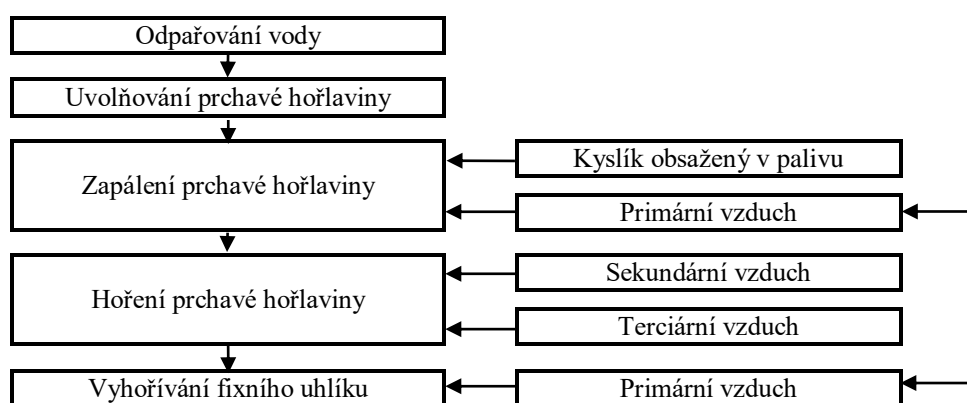 Odpařování vody
Uvolňování prchavé hořlaviny
Zapálení prchavé hořlaviny
Kyslík obsažený v palivu
Primární vzduch
Hoření prchavé hořlaviny
Sekundární vzduch
Terciární vzduch
Vyhořívání fixního uhlíku
Primární vzduch